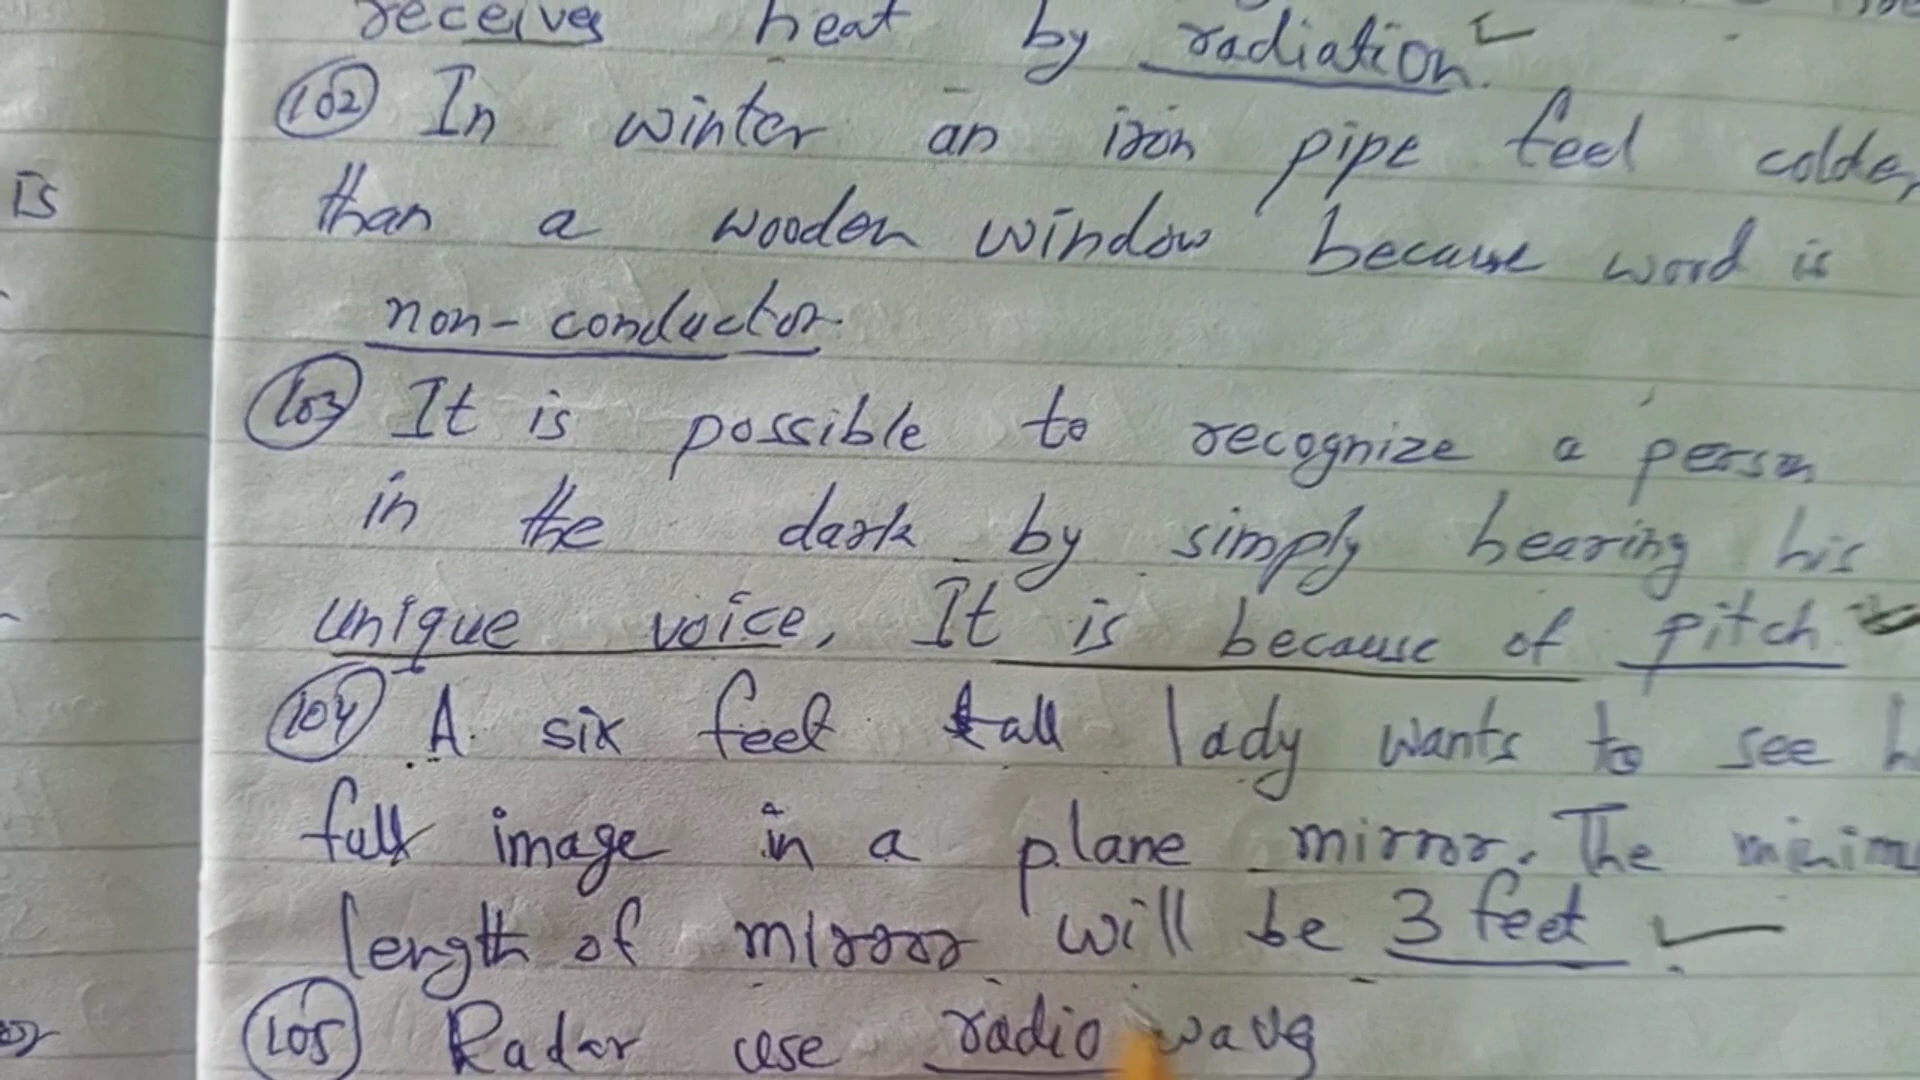 receives heat by radiation.
(102) In winter an iron pipe feel colder
than a wooden window because word is
non-conductor.
(103) It is possible to recognize a person
in the dark by simply hearing his
unique voice, It is because of pitch
(104) A six feet tall lady wants to see h
full image in a plane mirror. The minimu
length of mirror will be 3 feet
(105) Radar use radio wave
is